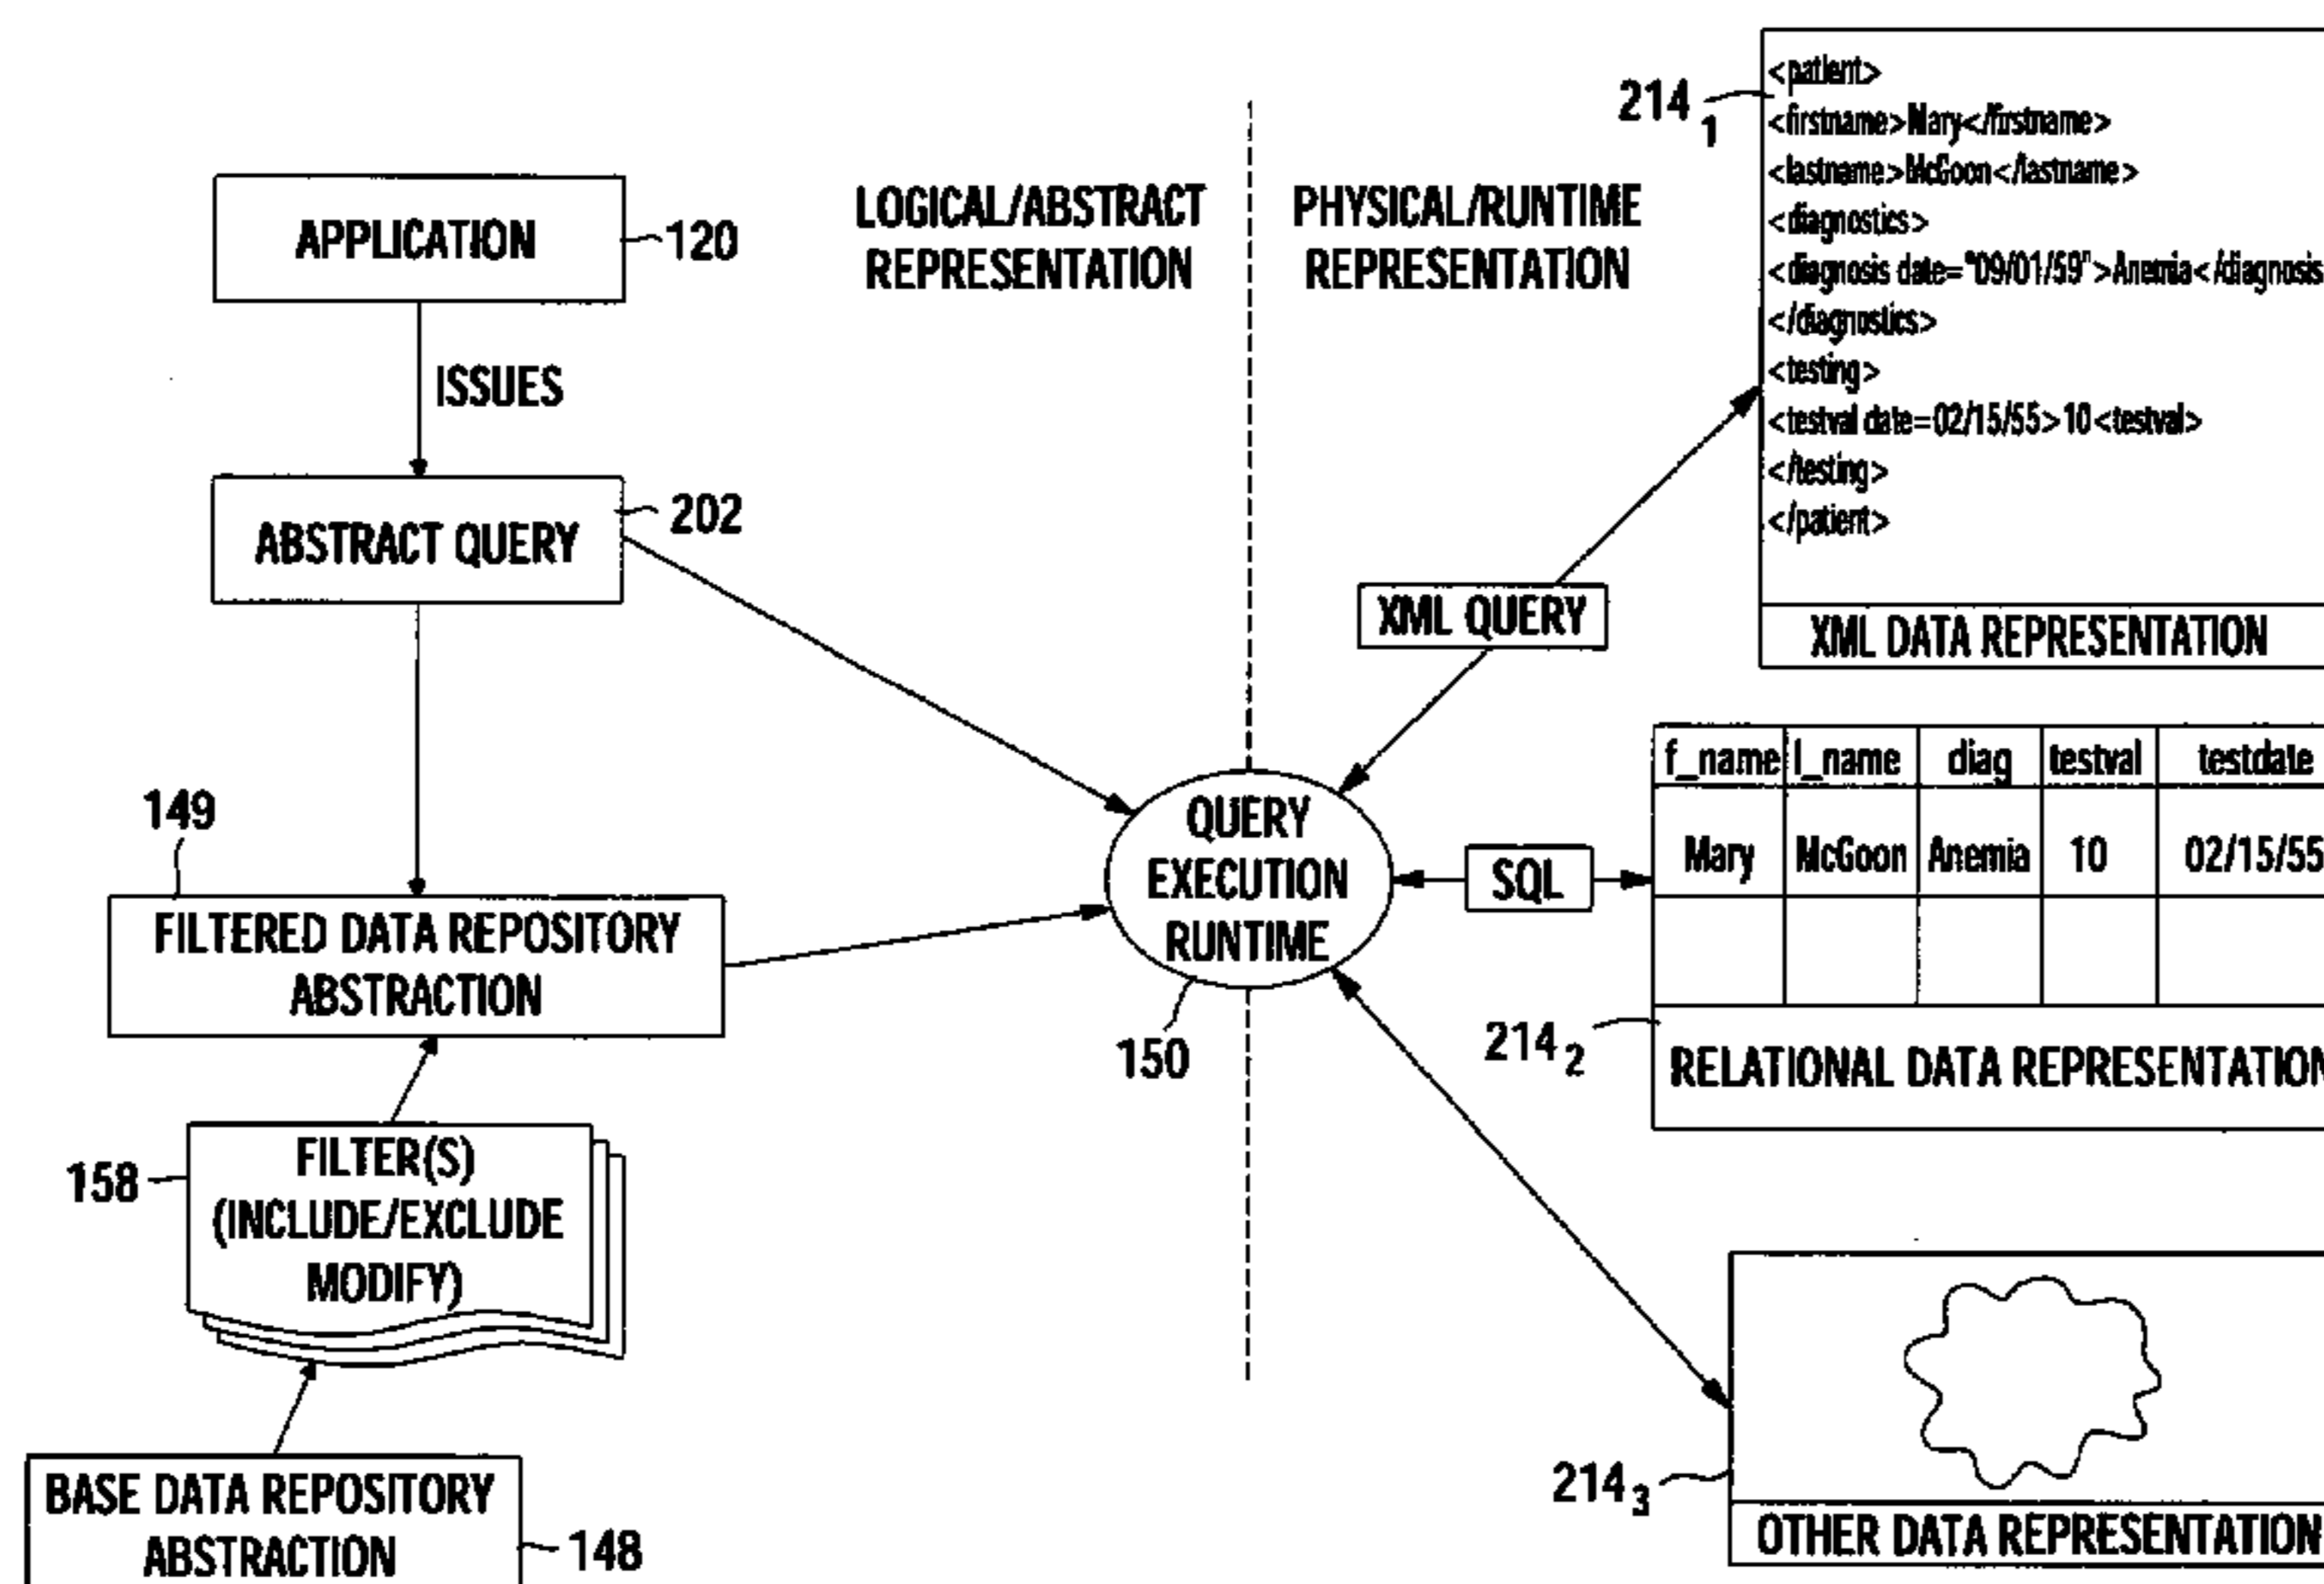 APPLICATION
120
ISSUES
ABSTRACT QUERY
202
LOGICAL/ABSTRACT
REPRESENTATION
PHYSICAL/RUNTIME
REPRESENTATION
149
FILTERED DATA REPOSITORY
ABSTRACTION
158
FILTER(S)
(INCLUDE/EXCLUDE
MODIFY)
BASE DATA REPOSITORY
ABSTRACTION
148
QUERY
EXECUTION
RUNTIME
150
XML QUERY
SQL
214 1
<patient>
<firstname>Mary</firstname>
<lastname>McGoon</lastname>
<diagnostics>
<diagnosis date="09/01/59">Anemia</diagnosis
</diagnostics>
<testing>
<testval date=02/15/55>10<testval>
</testing>
</patient>
XML DATA REPRESENTATION
f_name l_name diag testval testdate
Mary McGoon Anemia 10 02/15/55
214 2
RELATIONAL DATA REPRESENTATION
214 3
OTHER DATA REPRESENTATION